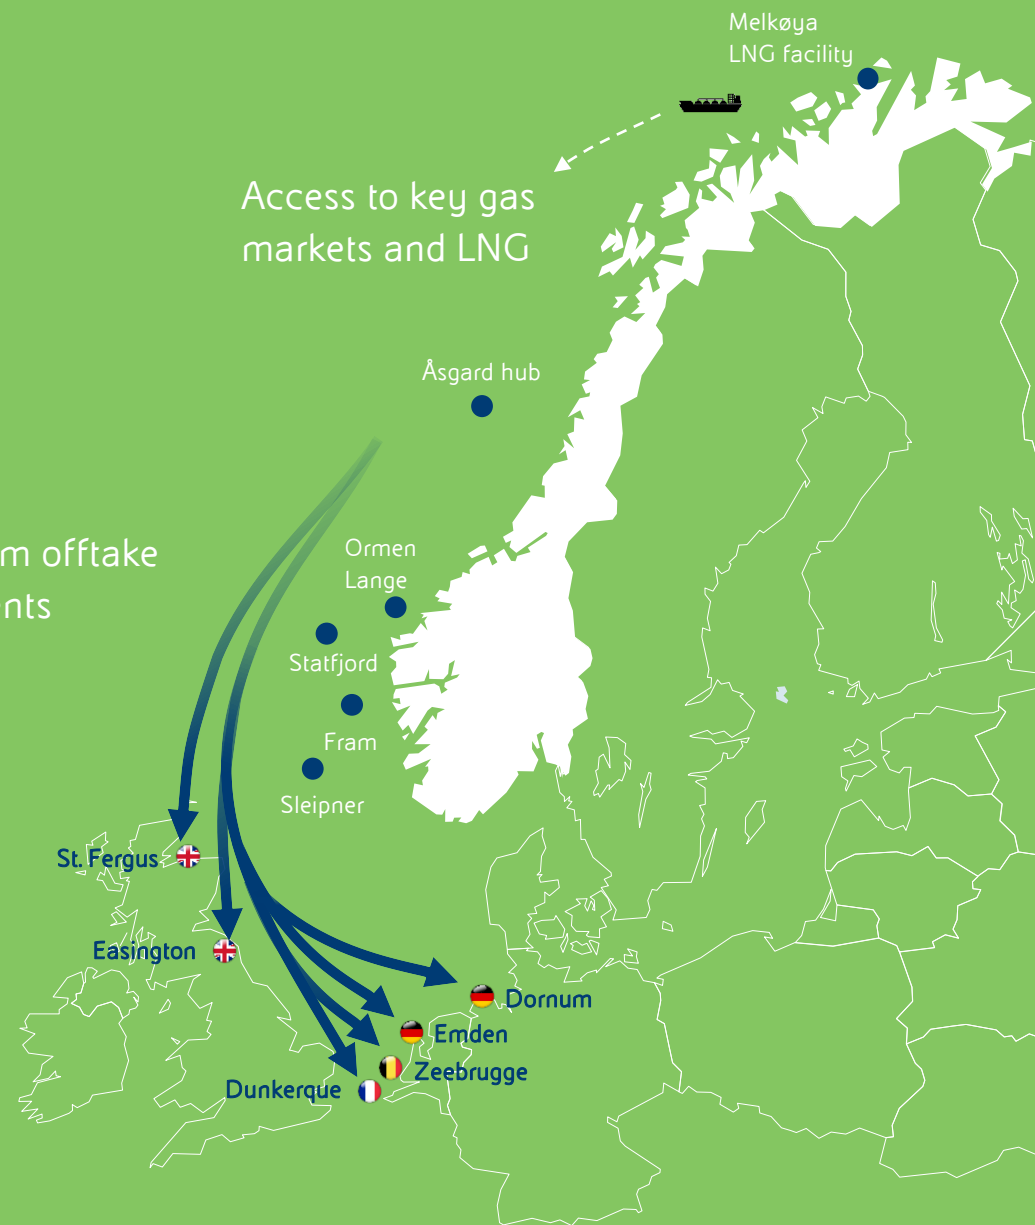 Melkøya
LNG facility
Access to key gas
markets and LNG
Åsgard hub
offtake
Ormen
Lange
Statfjord
Fram
Sleipner
St. Fergus
Easington
Dornum
Emden
Zeebrugge
Dunkerque